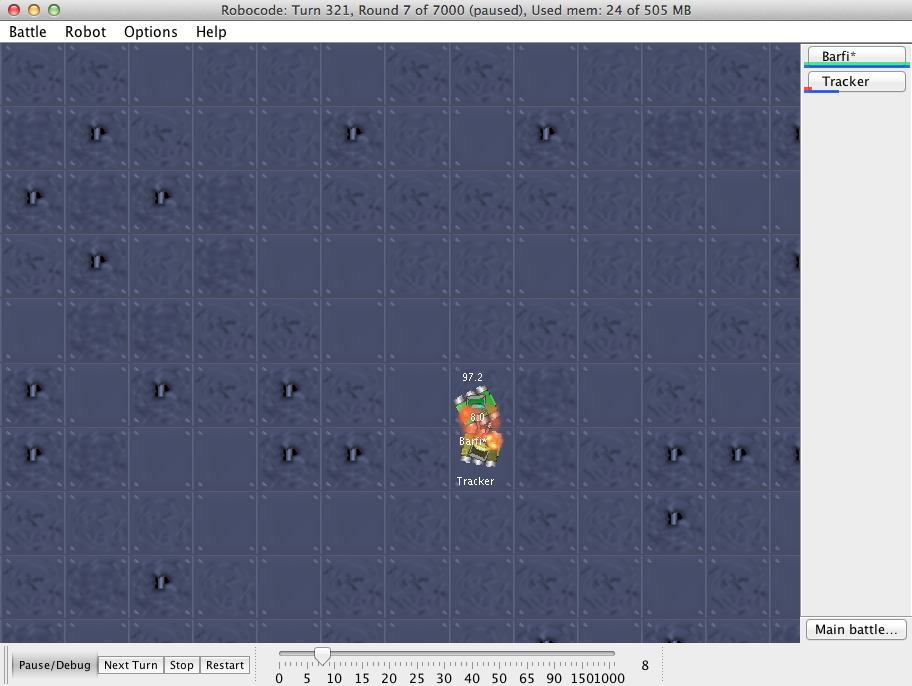 Robocode: Turn 321, Round 7 of 7000 (paused), Used mem: 24 of 505 MB
Battle Robot Options Help
Barfi*
Tracker
97.2
8.0
Barfi*
Tracker
Main battle...
Pause/Debug Next Turn Stop Restart
8
0 5 10 15 20 25 30 40 50 65 90 1501000